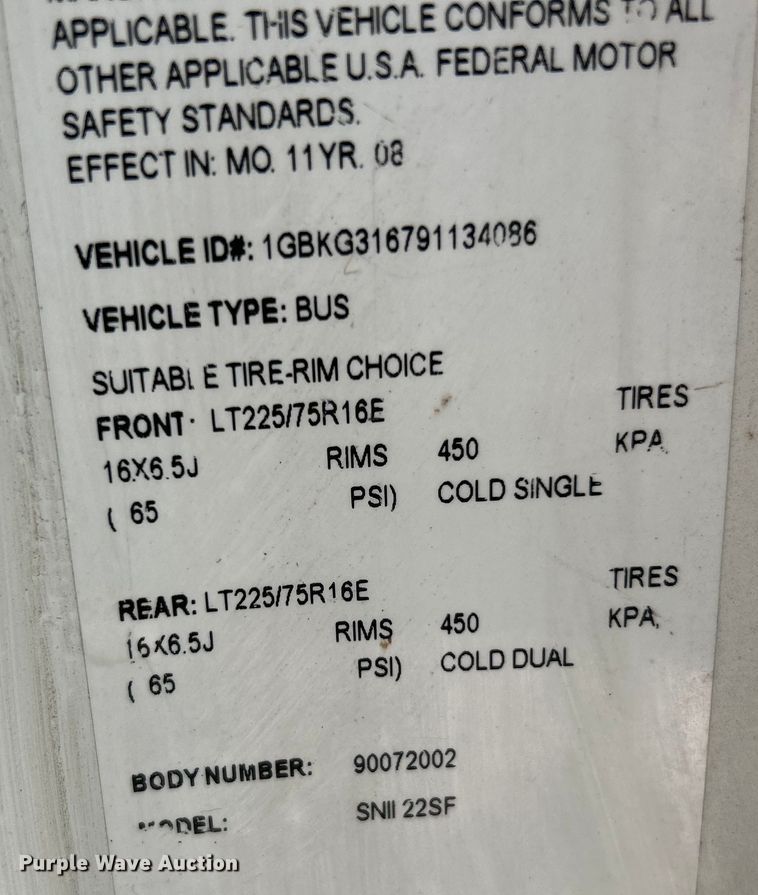 APPLICABLE. THIS VEHICLE CONFORMS TO ALL
OTHER APPLICABLE U.S.A. FEDERAL MOTOR
SAFETY STANDARDS.
EFFECT IN: MO. 11 YR. 08
VEHICLE ID#: 1GBKG316791134086
VEHICLE TYPE: BUS
SUITABLE TIRE-RIM CHOICE
FRONT: LT225/75R16E TIRES
16X6.5J RIMS 450 KPA,
( 65 PSI) COLD SINGLE
REAR: LT225/75R16E TIRES
16X6.5J RIMS 450 KPA,
( 65 PSI) COLD DUAL
BODY NUMBER: 90072002
MODEL: SNII 22SF
Purple Wave Auction